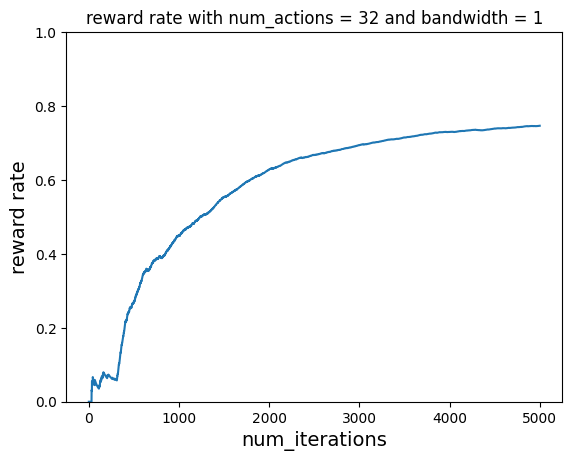 reward rate with num_actions = 32 and bandwidth = 1
1.0
0.8
0.6
0.4
0.2
0.0
reward rate
0 1000 2000 3000 4000 5000
num_iterations